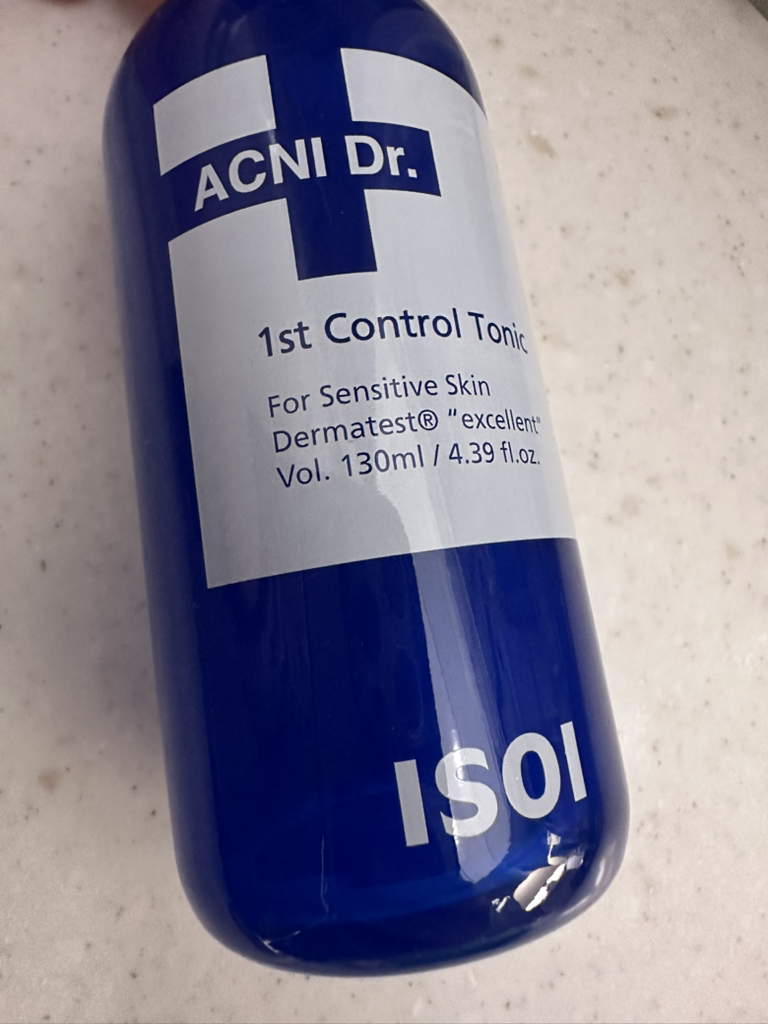 ACNI Dr.
1st Control Tonic
For Sensitive Skin
Dermatest® "excellent"
Vol. 130ml / 4.39 fl.oz.
ISOI